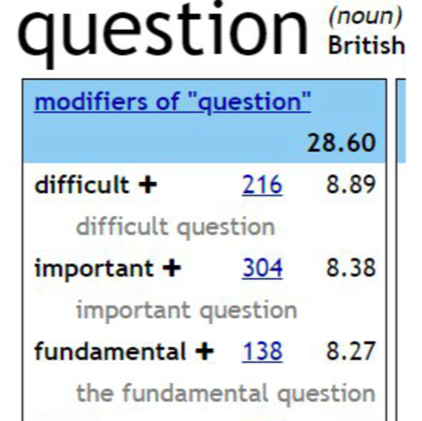 question (noun)
British
modifiers of "question"
28.60
difficult + 216 8.89
difficult question
important + 304 8.38
important question
fundamental + 138 8.27
the fundamental question